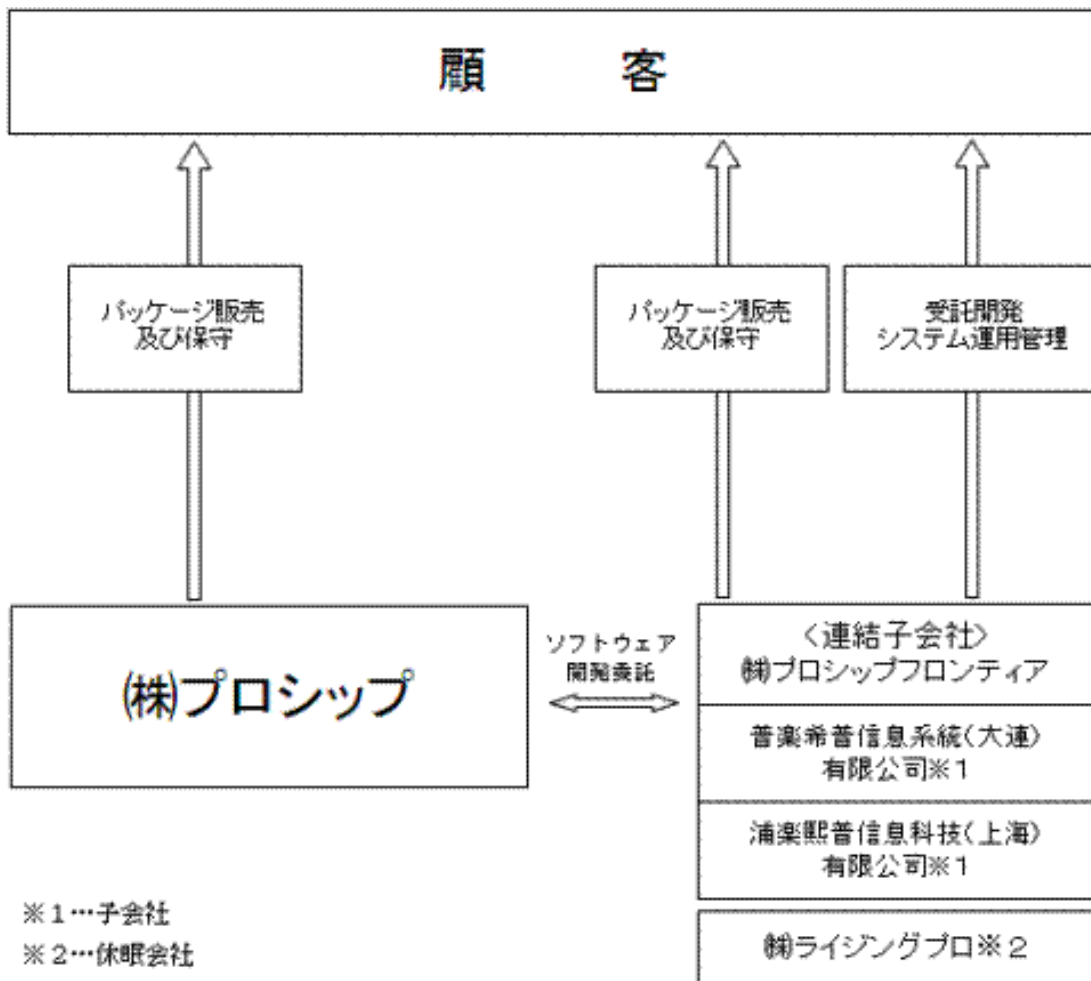 顧　客
パッケージ販売
及び保守
パッケージ販売
及び保守
受託開発
システム運用管理
㈱プロシップ
ソフトウェア
開発委託
〈連結子会社〉
㈱プロシップフロンティア
普楽希普信息系統(大連)
有限公司※1
浦楽熙普信息科技(上海)
有限公司※1
㈱ライジングプロ※2
※1…子会社
※2…休眠会社